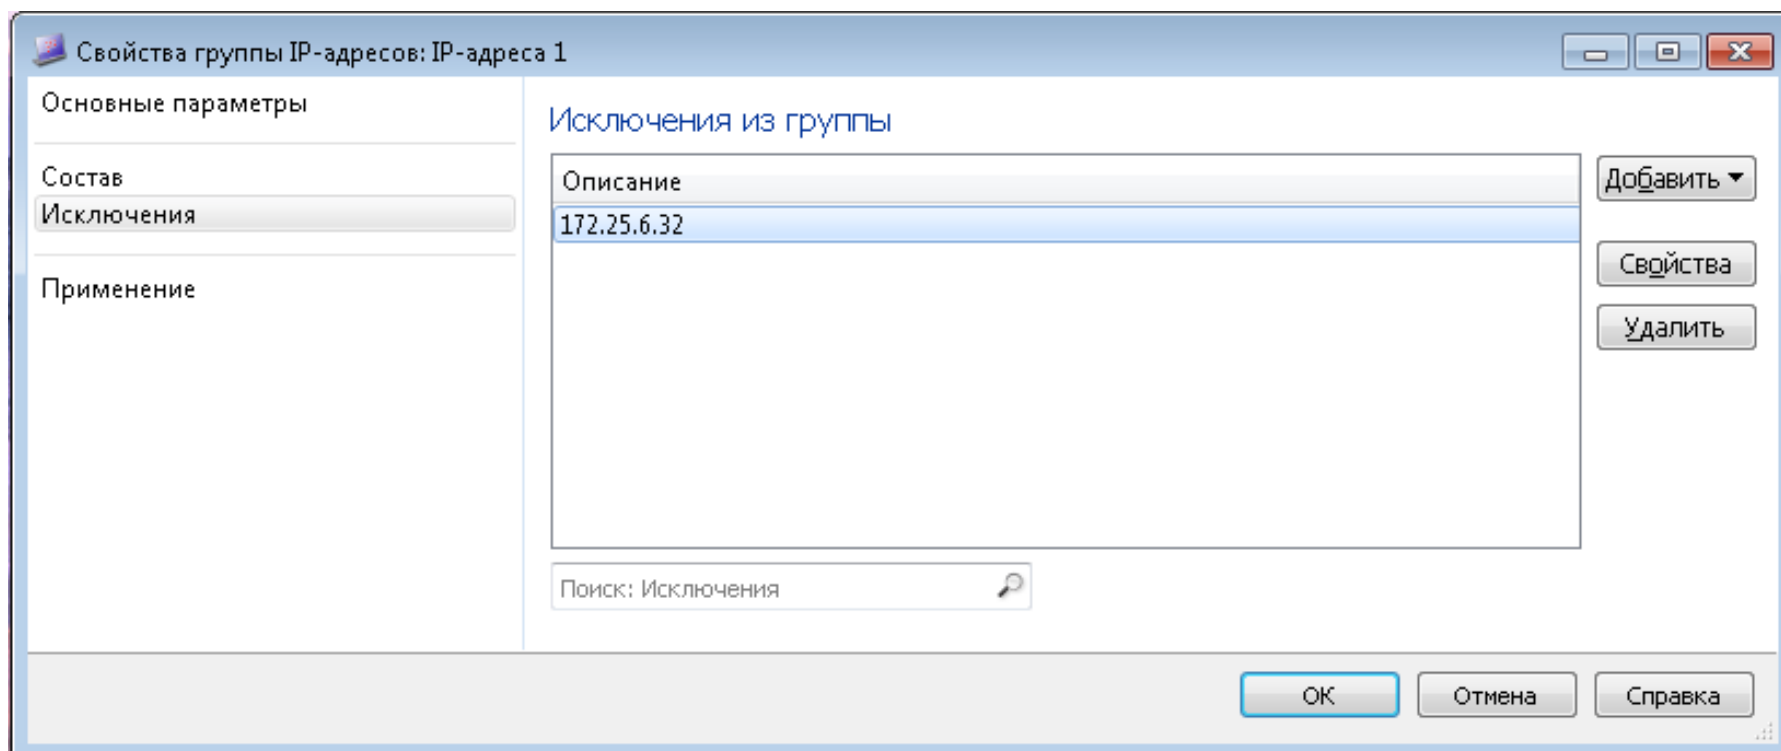 Свойства группы IP-адресов: IP-адреса 1
Основные параметры
Состав
Исключения
Применение
Исключения из группы
Описание
172.25.6.32
Добавить
Свойства
Удалить
Поиск: Исключения
ОК
Отмена
Справка